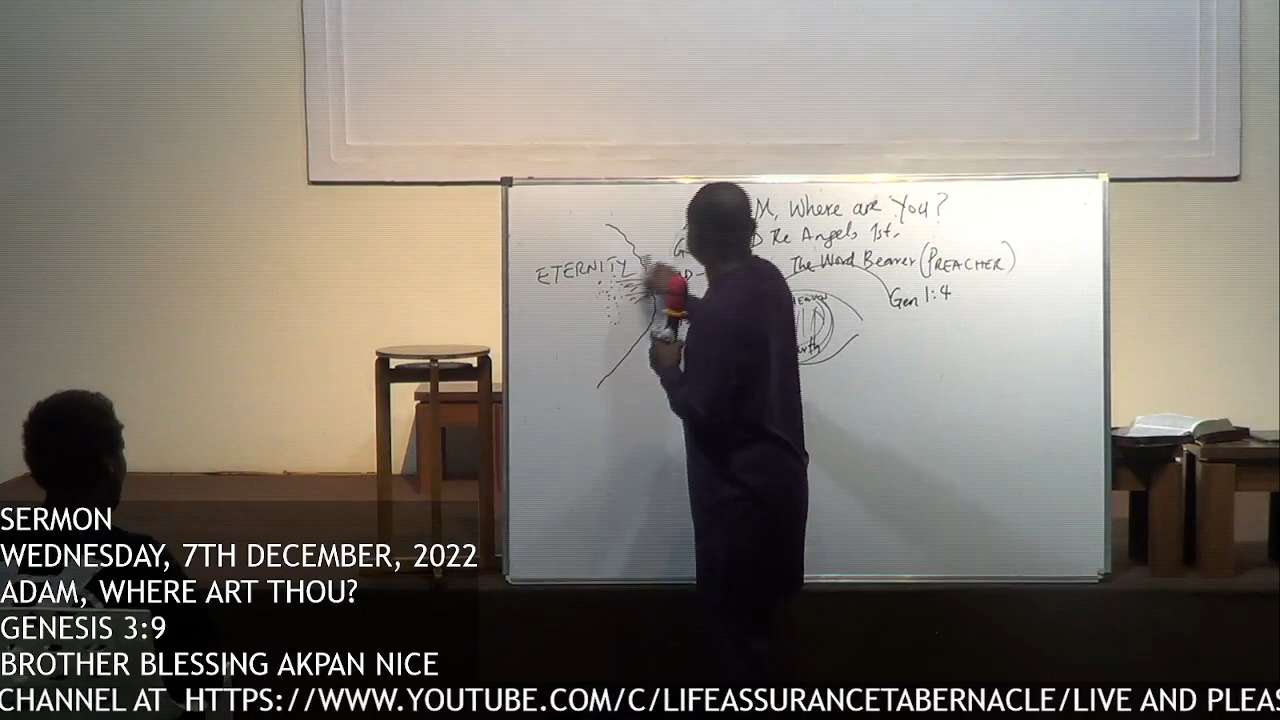 M, Where are You?
The Angels 1st.
ETERNITY
The Word Bearer (PREACHER)
Gen 1:4
SERMON
WEDNESDAY, 7TH DECEMBER, 2022
ADAM, WHERE ART THOU?
GENESIS 3:9
BROTHER BLESSING AKPAN NICE
CHANNEL AT HTTPS://WWW.YOUTUBE.COM/C/LIFEASSURANCETABERNACLE/LIVE AND PLEAS